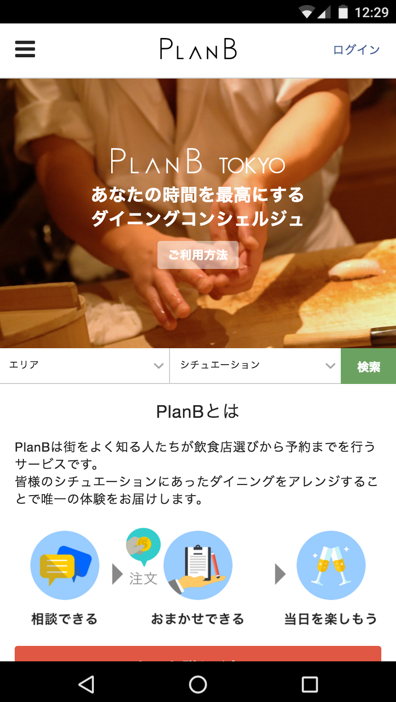 12:29
PLANB
ログイン
PLANB TOKYO
あなたの時間を最高にする
ダイニングコンシェルジュ
ご利用方法
エリア
シチュエーション
検索
PlanBとは
PlanBは街をよく知る人たちが飲食店選びから予約までを行う
サービスです。
皆様のシチュエーションにあったダイニングをアレンジするこ
とで唯一の体験をお届けします。
注文
相談できる
おまかせできる
当日を楽しもう